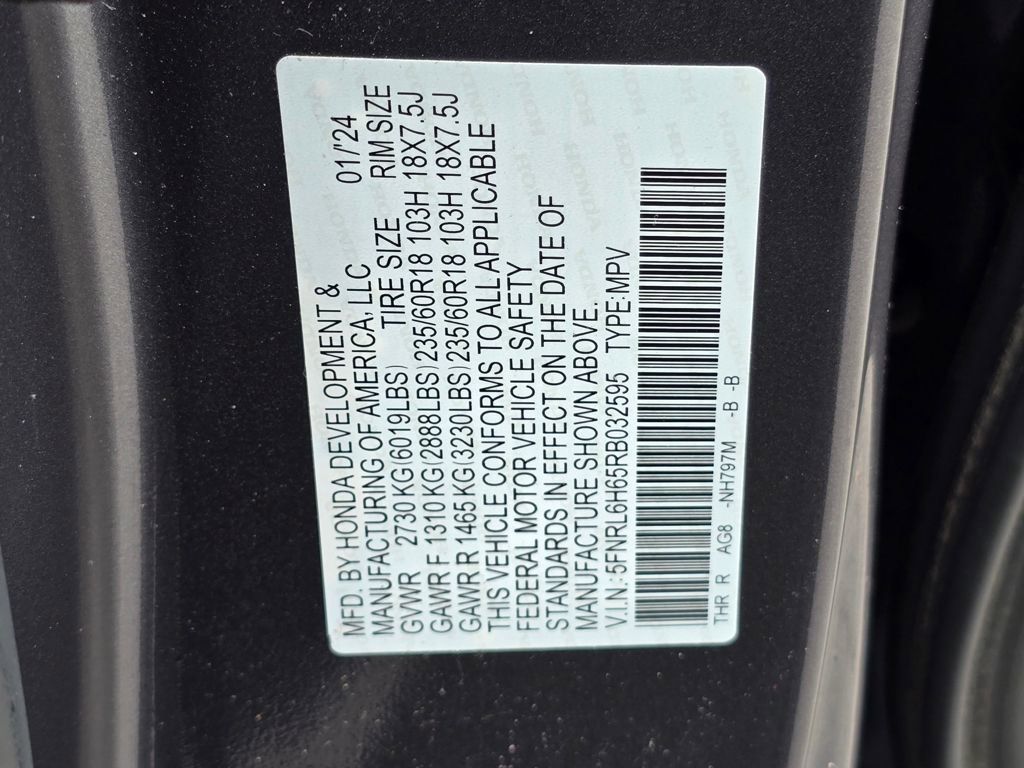 MFD. BY HONDA DEVELOPMENT &
MANUFACTURING OF AMERICA, LLC 01/'24
GVWR 2730 KG (6019LBS) TIRE SIZE RIM SIZE
GAWR F 1310 KG (2888LBS) 235/60R18 103H 18X7.5J
GAWR R 1465 KG (3230LBS) 235/60R18 103H 18X7.5J
THIS VEHICLE CONFORMS TO ALL APPLICABLE
FEDERAL MOTOR VEHICLE SAFETY
STANDARDS IN EFFECT ON THE DATE OF
MANUFACTURE SHOWN ABOVE.
V.I.N.:5FNRL6H65RB032595 TYPE:MPV
THR R AG8 -NH797M -B -B